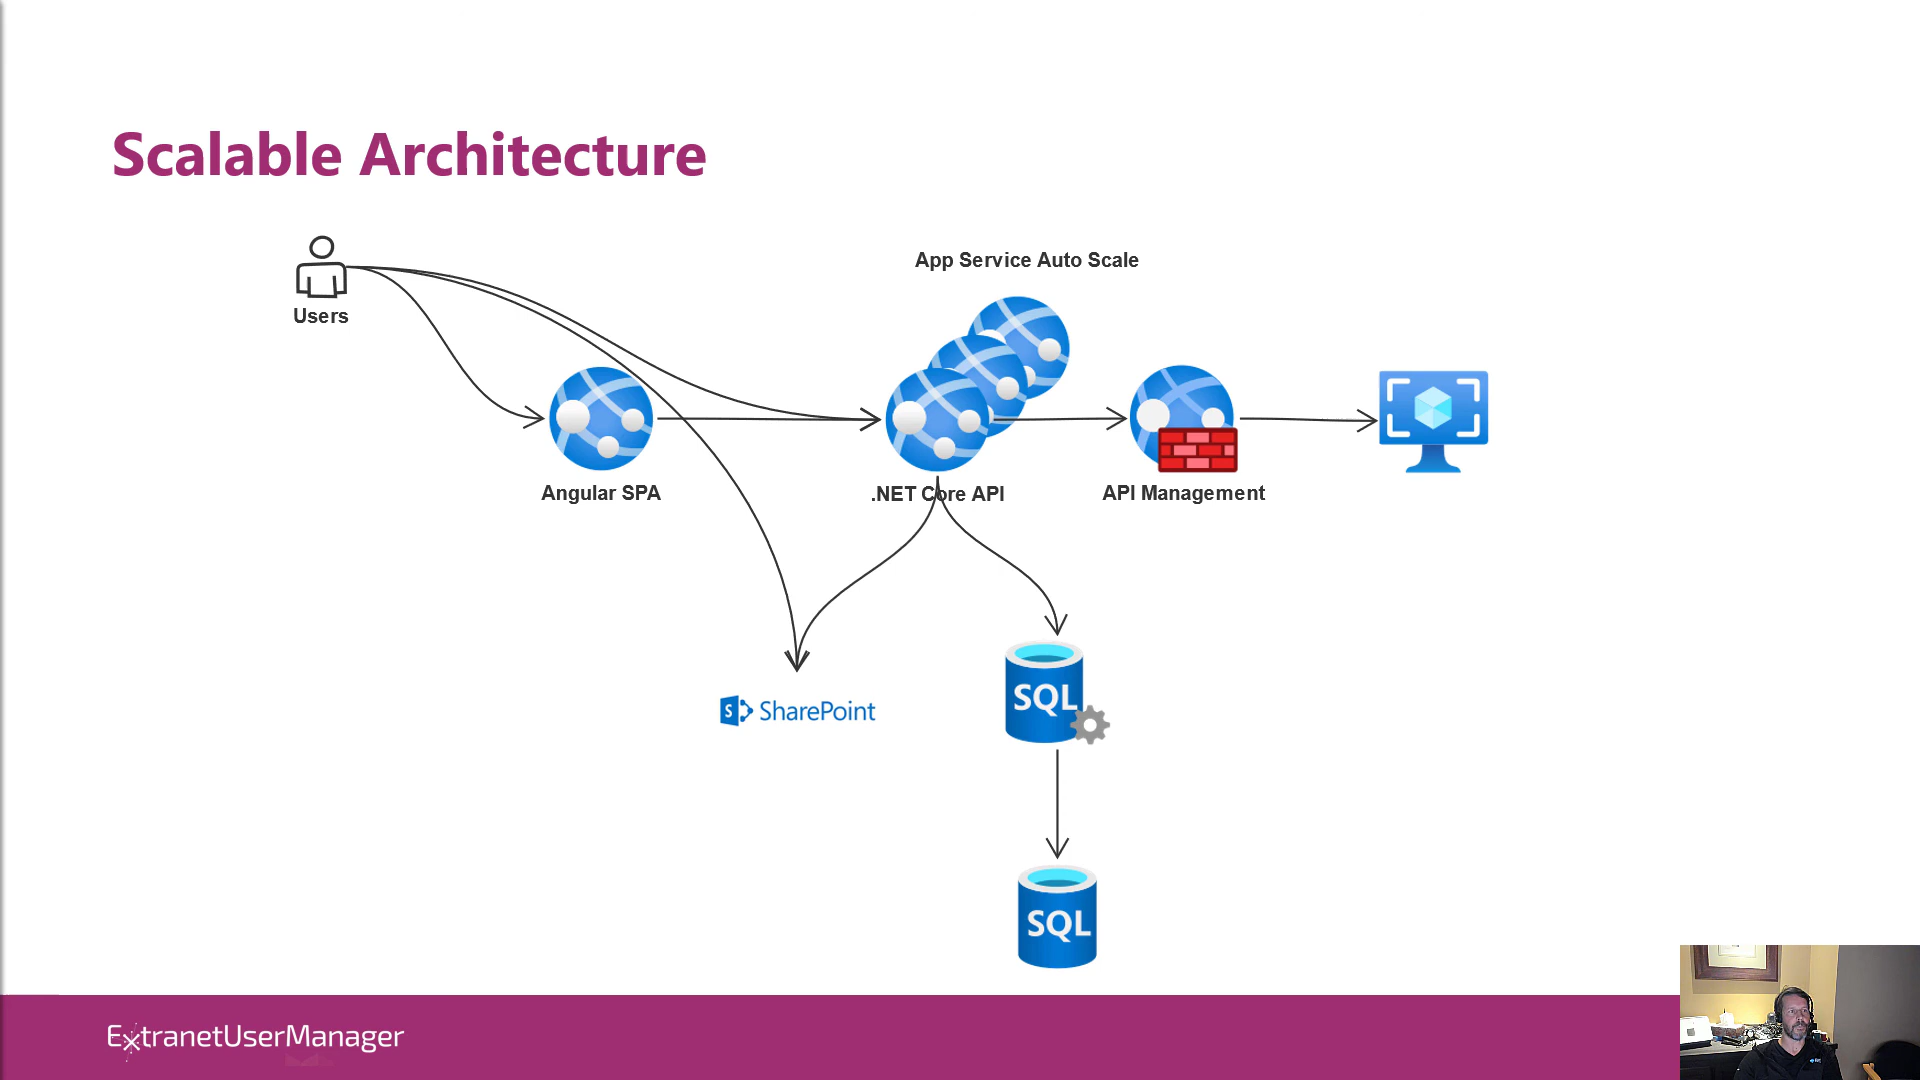 Scalable Architecture
Users
App Service Auto Scale
Angular SPA
.NET Core API
API Management
S SharePoint
SQL
SQL
ExtranetUserManager